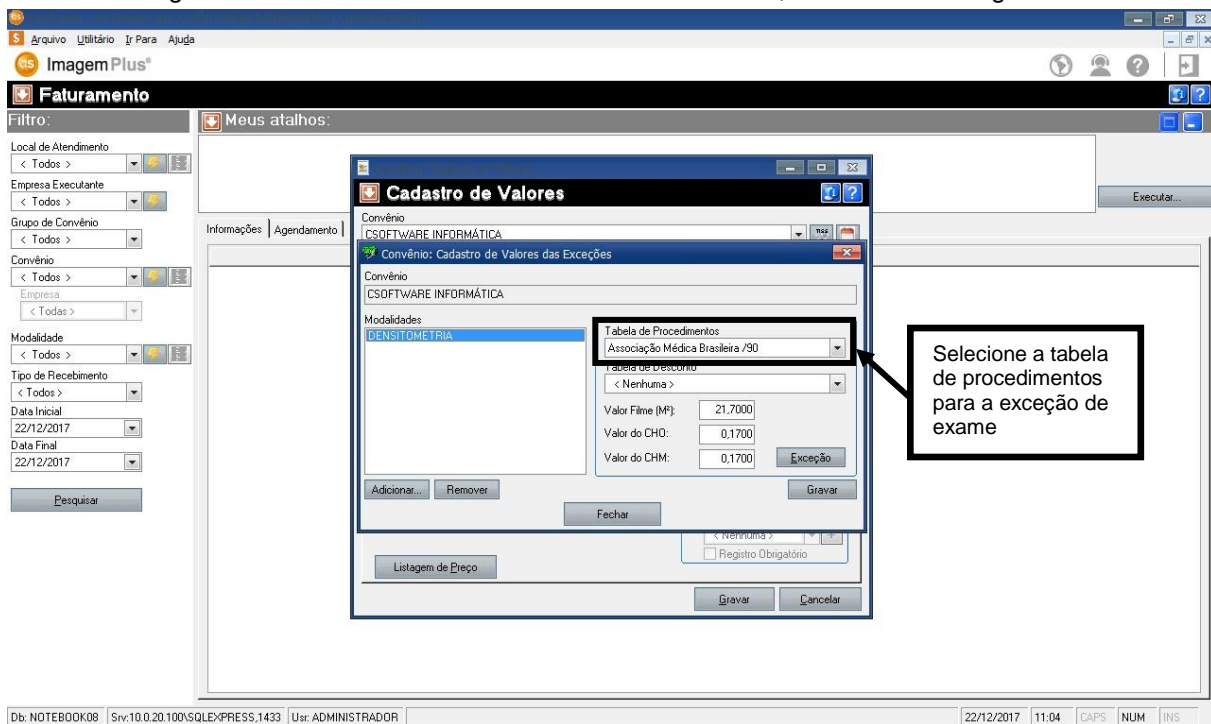 Arquivo Utilitário Ir Para Ajuda
ImagemPlus®
Faturamento
Filtro:
Meus atalhos:
Local de Atendimento
< Todos >
Empresa Executante
< Todos >
Grupo de Convênio
< Todos >
Convênio
< Todos >
Empresa
< Todas >
Modalidade
< Todos >
Tipo de Recebimento
< Todos >
Data Inicial
22/12/2017
Data Final
22/12/2017
Pesquisar
Executar...
Informações Agendamento
Cadastro de Valores
Convênio
CSOFTWARE INFORMÁTICA
Convênio: Cadastro de Valores das Exceções
Convênio
CSOFTWARE INFORMÁTICA
Modalidades
DENSITOMETRIA
Tabela de Procedimentos
Associação Médica Brasileira /90
Tabela de Desconto
< Nenhuma >
Valor Filme (M²): 21,7000
Valor do CHO: 0,1700
Valor do CHM: 0,1700
Exceção
Adicionar... Remover
Gravar
Fechar
< Nenhuma >
Registro Obrigatório
Listagem de Preço
Gravar Cancelar
Selecione a tabela
de procedimentos
para a exceção de
exame
Db: NOTEBOOK08 Srv:10.0.20.100\SQLEXPRESS,1433 Usr: ADMINISTRADOR 22/12/2017 11:04 CAPS NUM INS